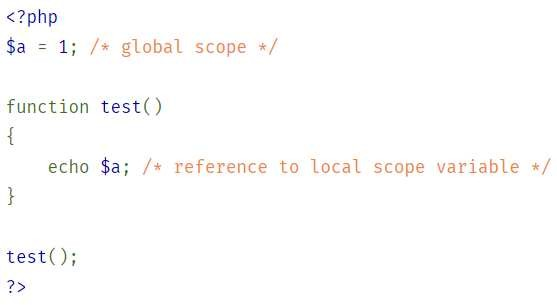 <?php
$a = 1; /* global scope */
function test()
{
echo $a; /* reference to local scope variable */
}
test();
?>